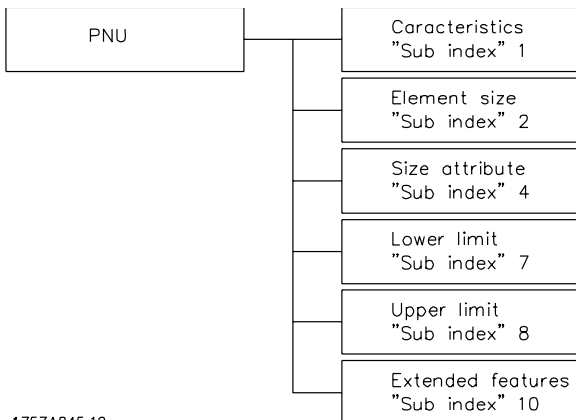 PNU
Caracteristics
"Sub index" 1
Element size
"Sub index" 2
Size attribute
"Sub index" 4
Lower limit
"Sub index" 7
Upper limit
"Sub index" 8
Extended features
"Sub index" 10